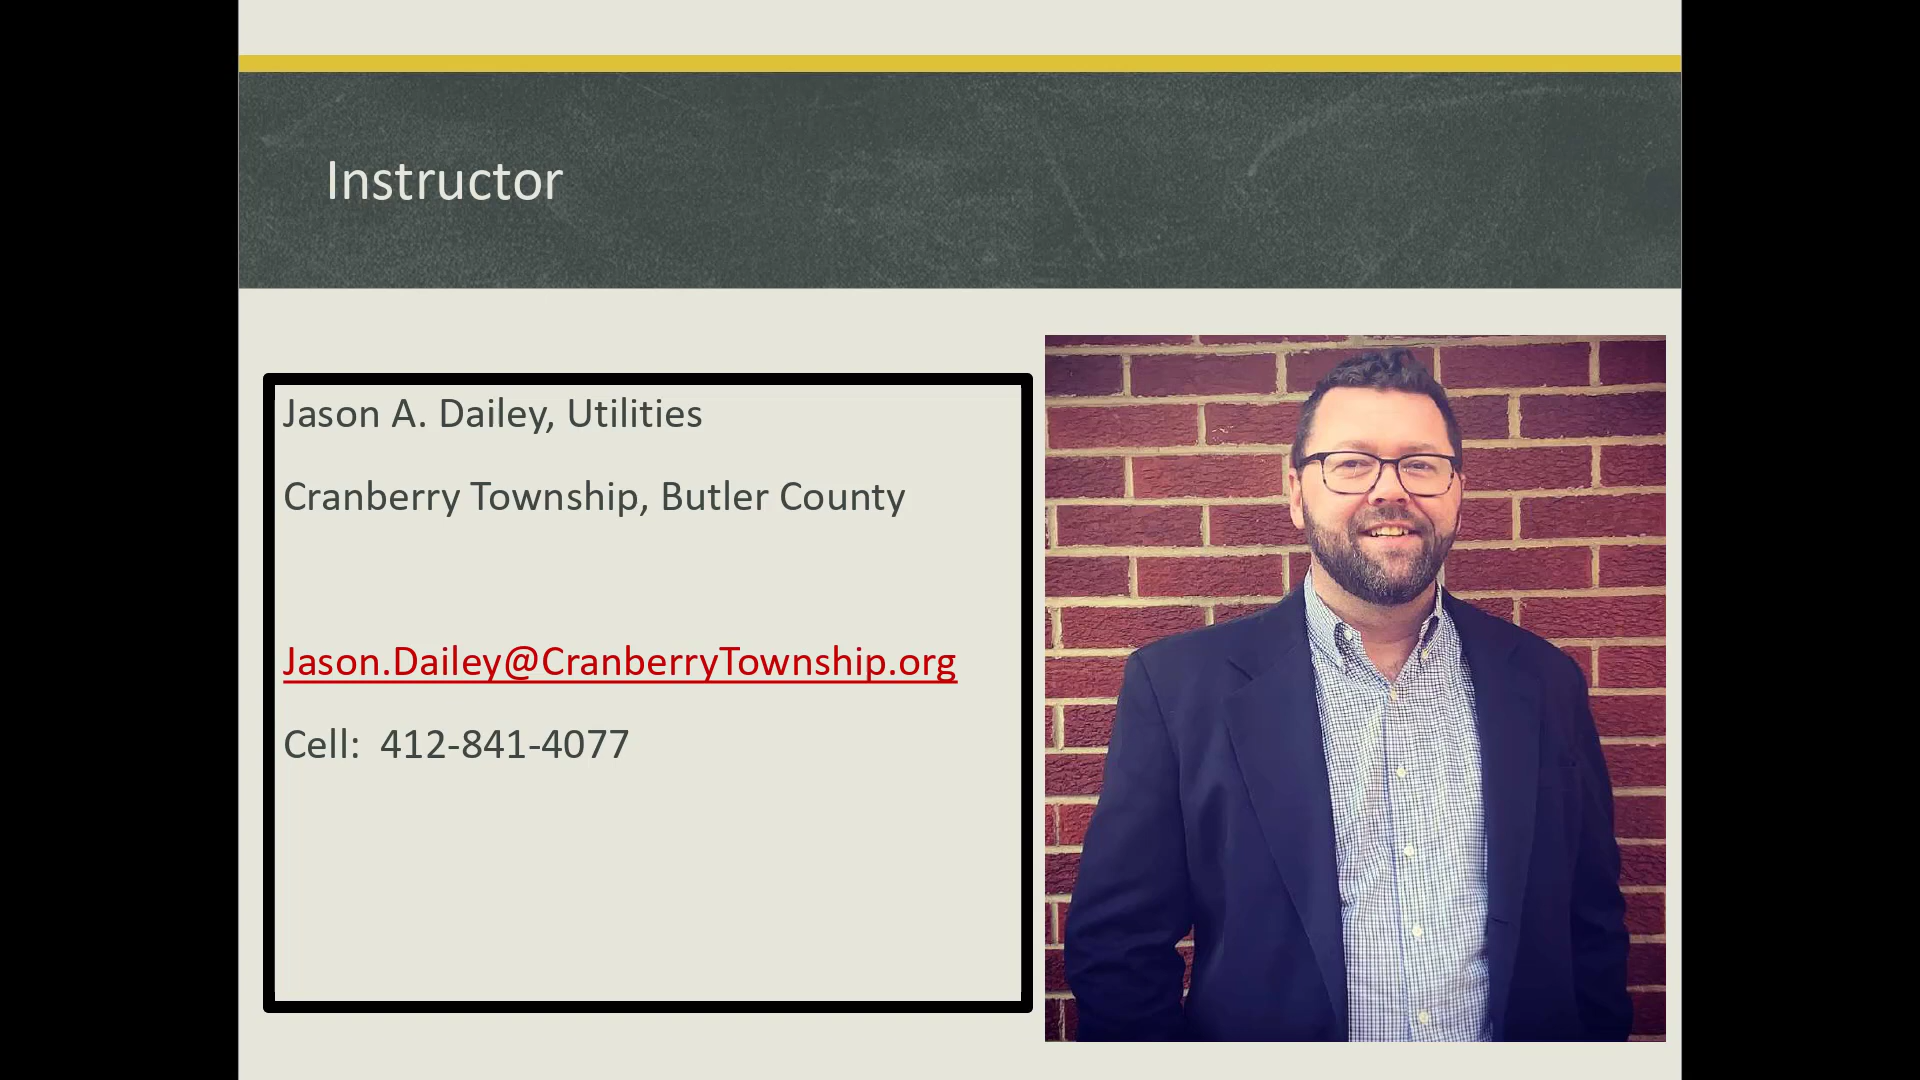 Instructor
Jason A. Dailey, Utilities
Cranberry Township, Butler County
Jason.Dailey@CranberryTownship.org
Cell:  412-841-4077